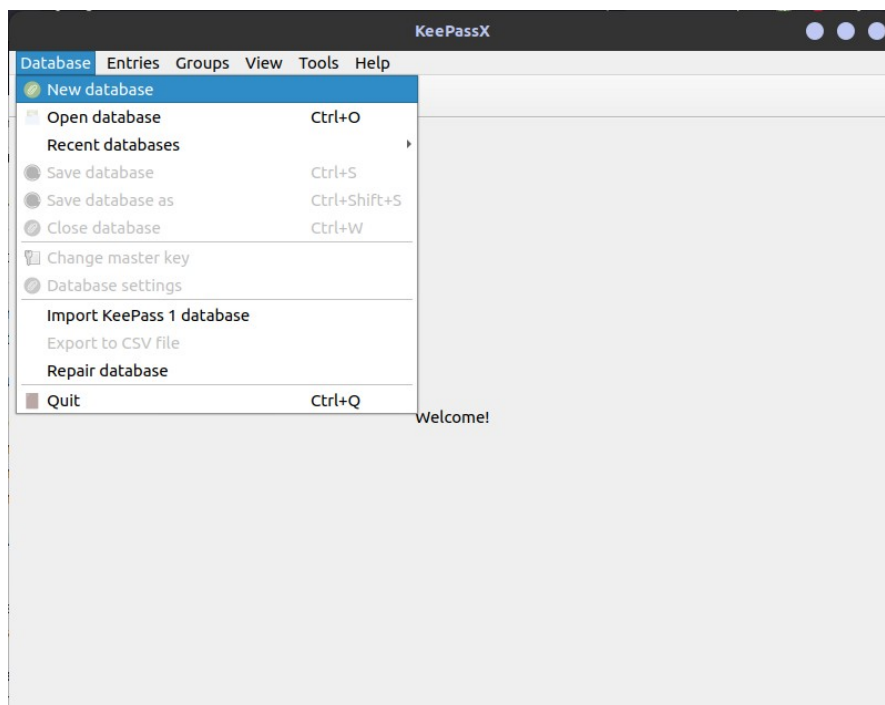 KeePassX
Database Entries Groups View Tools Help
New database
Open database Ctrl+O
Recent databases
Save database Ctrl+S
Save database as Ctrl+Shift+S
Close database Ctrl+W
Change master key
Database settings
Import KeePass 1 database
Export to CSV file
Repair database
Quit Ctrl+Q
Welcome!